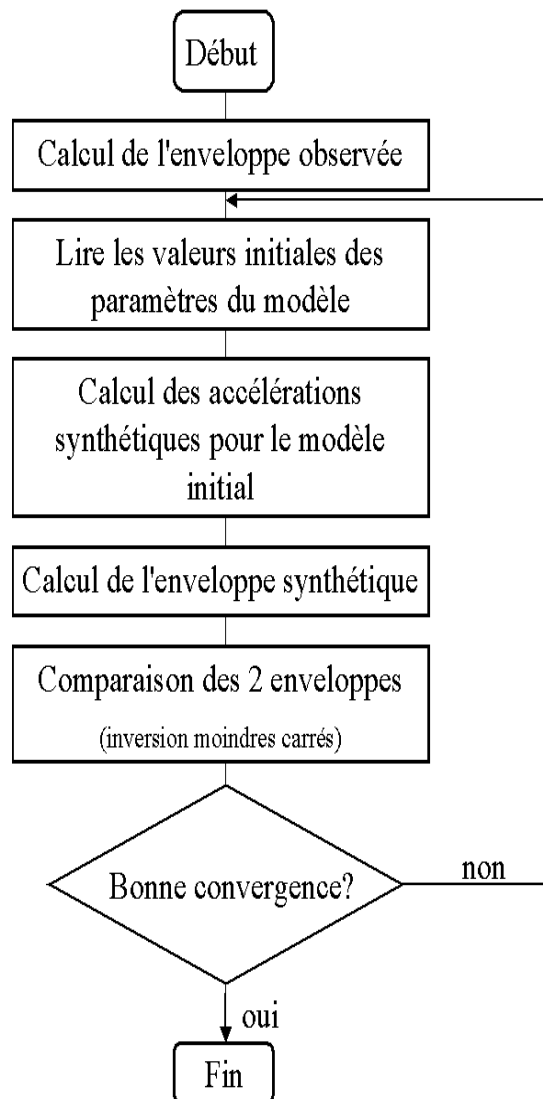 Début
Calcul de l'enveloppe observée
Lire les valeurs initiales des
paramètres du modèle
Calcul des accélérations
synthétiques pour le modèle
initial
Calcul de l'enveloppe synthétique
Comparaison des 2 enveloppes
(inversion moindres carrés)
Bonne convergence?
non
oui
Fin